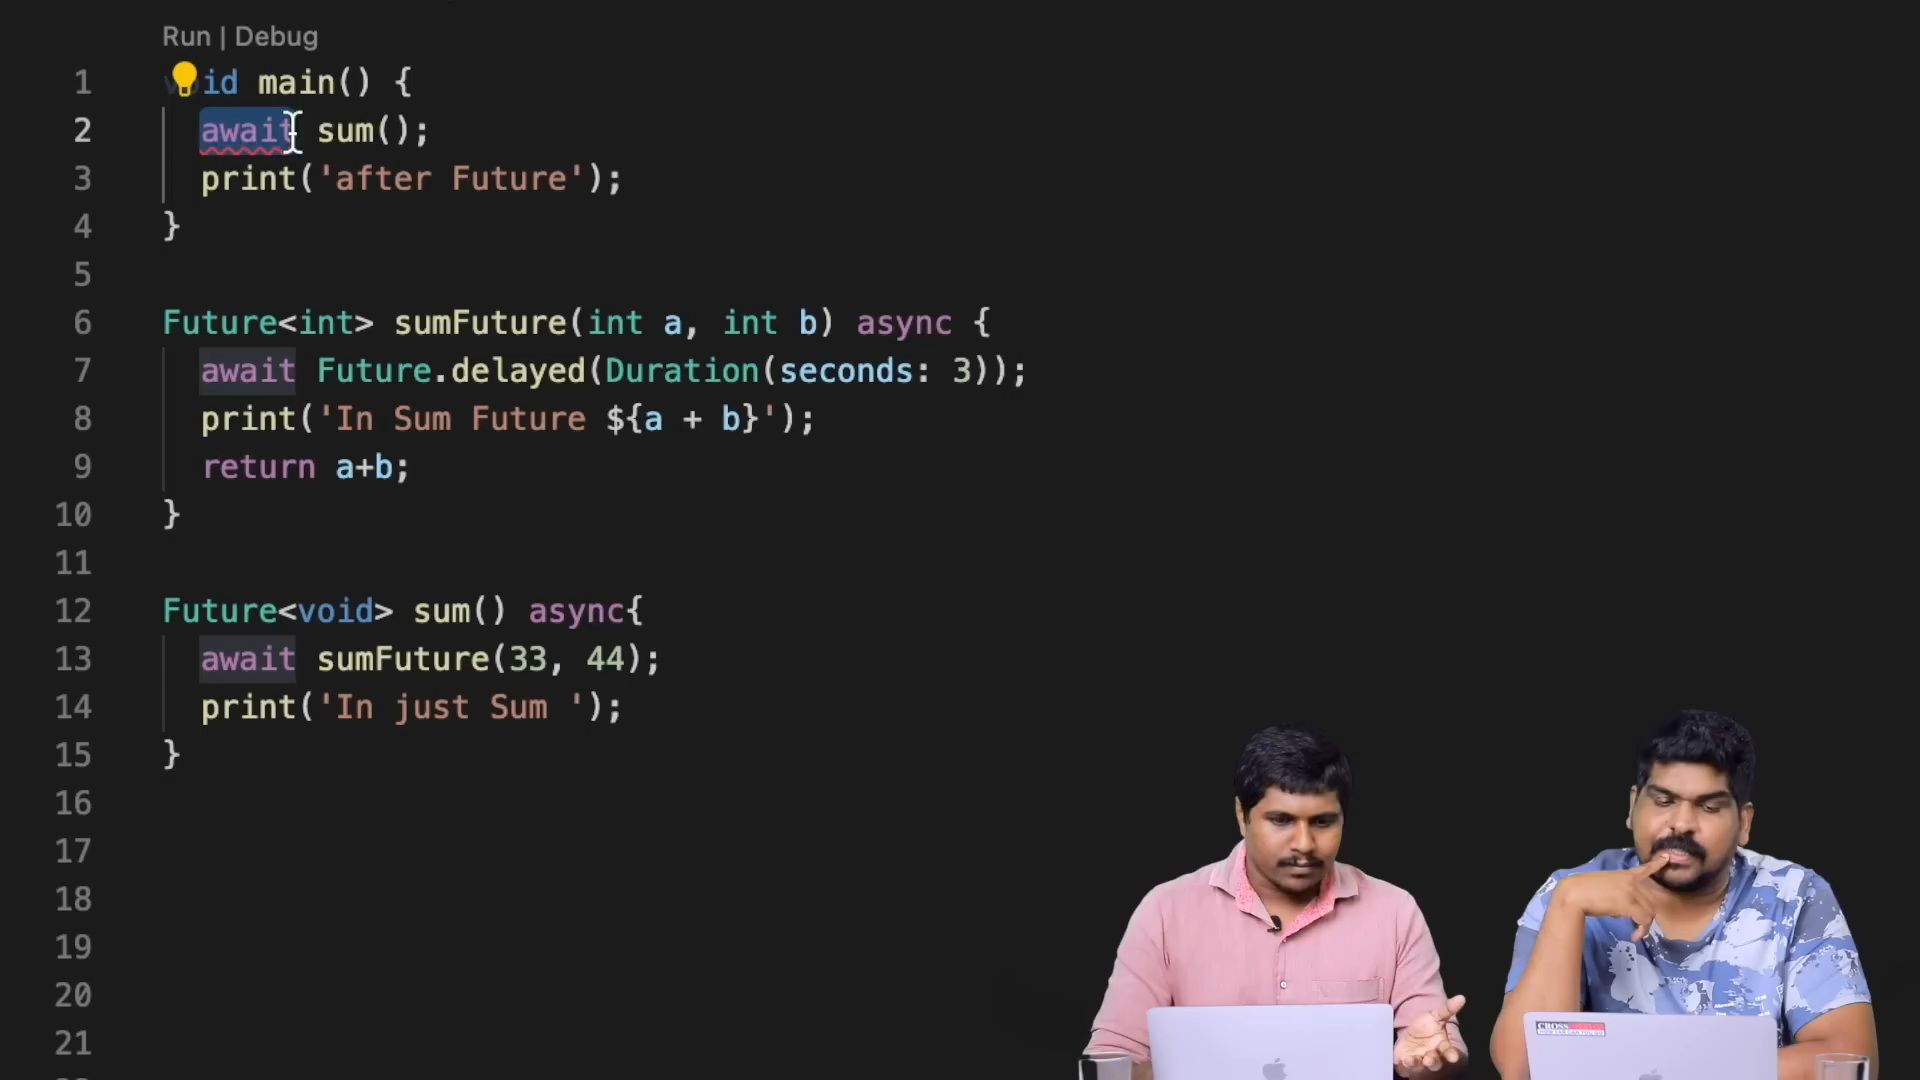 Run | Debug
1 void main() {
2 await sum();
3 print('after Future');
4 }
5
6 Future<int> sumFuture(int a, int b) async {
7 await Future.delayed(Duration(seconds: 3));
8 print('In Sum Future ${a + b}');
9 return a+b;
10 }
11
12 Future<void> sum() async{
13 await sumFuture(33, 44);
14 print('In just Sum ');
15 }
16
17
18
19
20
21
CROSS